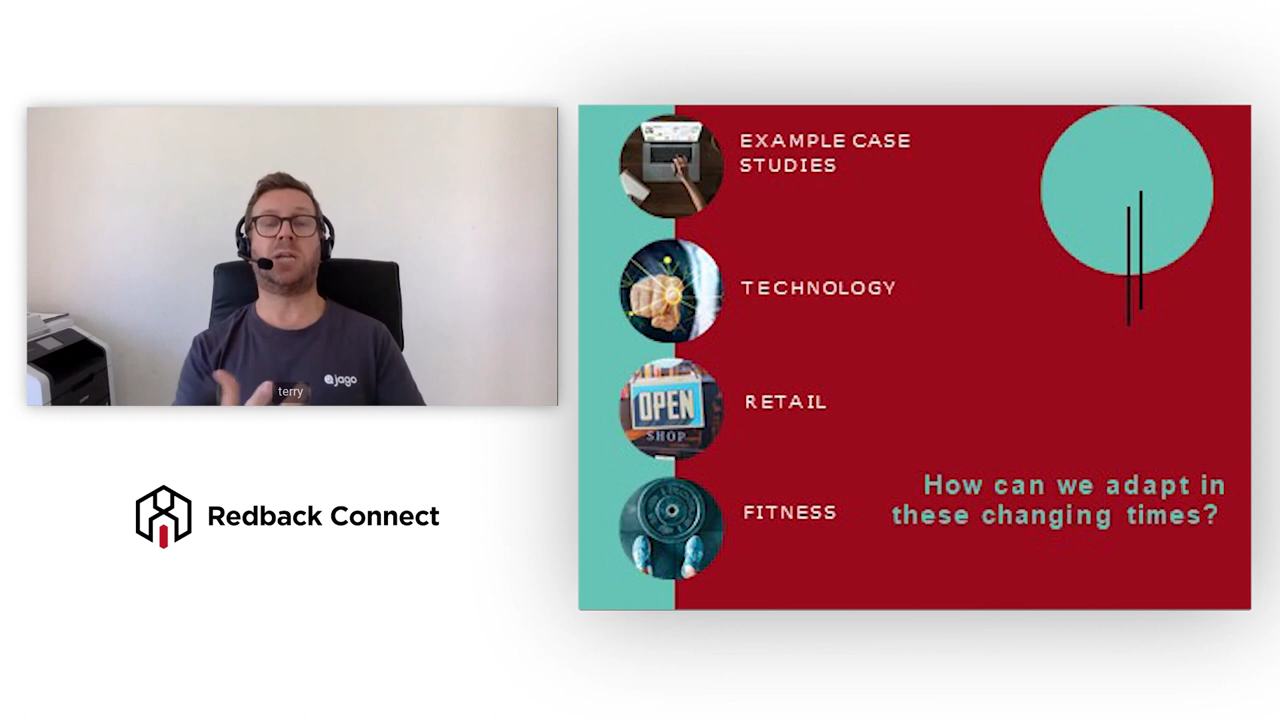 jago
terry
Redback Connect
EXAMPLE CASE
STUDIES
TECHNOLOGY
OPEN
SHOP
RETAIL
FITNESS
How can we adapt in
these changing times?